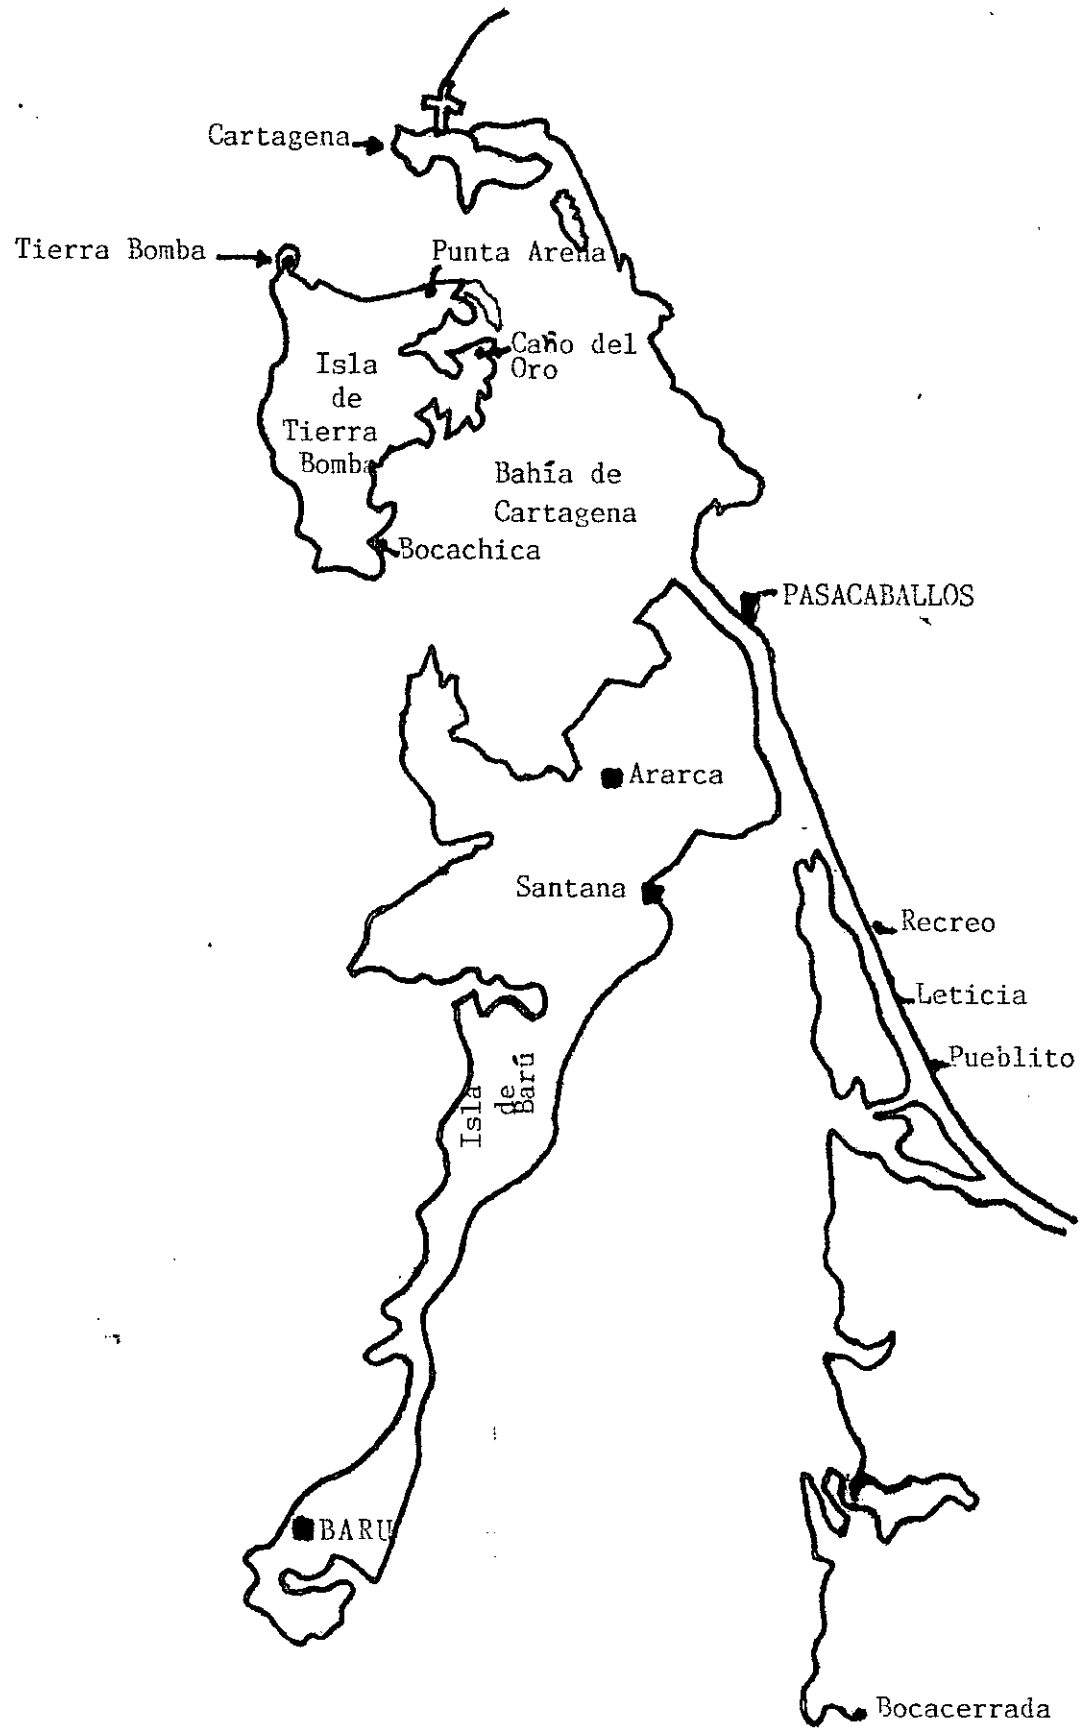 Cartagena
Tierra Bomba
Punta Arena
Caño del
Oro
Isla
de
Tierra
Bomba
Bahía de
Cartagena
Bocachica
PASACABALLOS
Ararca
Santana
Recreo
Leticia
Pueblito
Isla
de
Barú
BARU
Bocacerrada